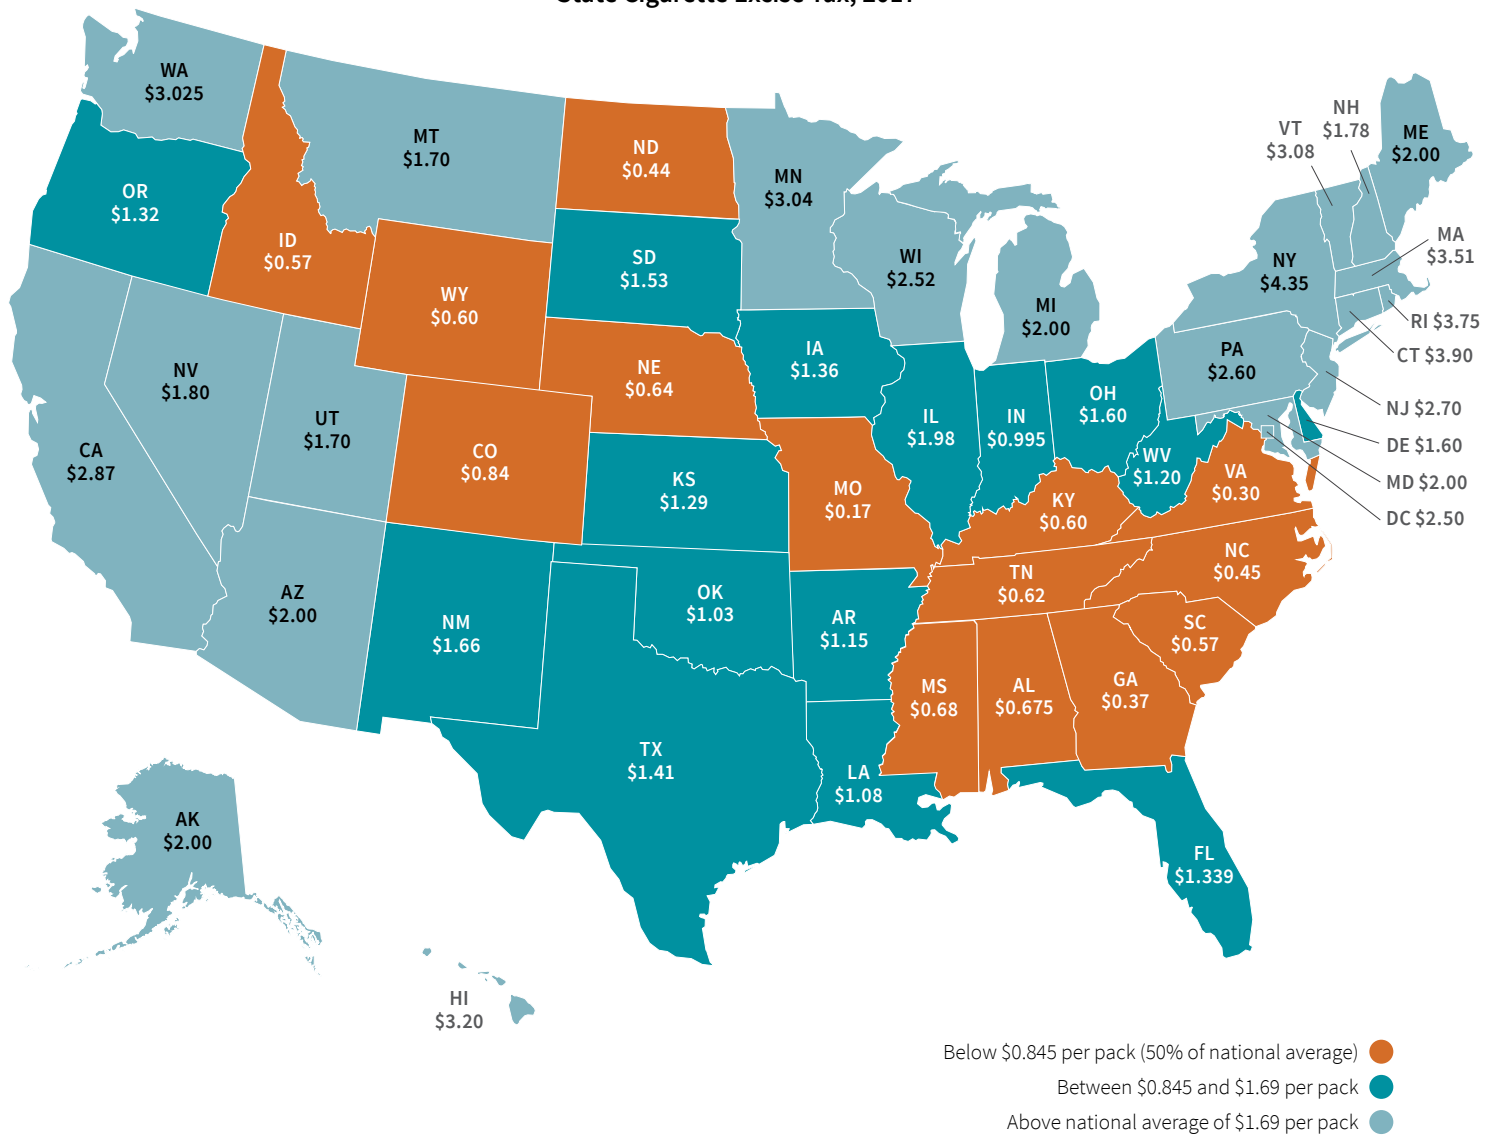 State Cigarette Excise Tax, 2017
WA
$3.025
MT
$1.70
ND
$0.44
MN
$3.04
VT
$3.08
NH
$1.78
ME
$2.00
OR
$1.32
ID
$0.57
WY
$0.60
SD
$1.53
WI
$2.52
MI
$2.00
NY
$4.35
MA
$3.51
RI $3.75
CT $3.90
NJ $2.70
DE $1.60
MD $2.00
DC $2.50
NV
$1.80
UT
$1.70
CA
$2.87
CO
$0.84
NE
$0.64
IA
$1.36
IL
$1.98
IN
$0.995
OH
$1.60
PA
$2.60
WV
$1.20
VA
$0.30
KS
$1.29
MO
$0.17
KY
$0.60
NC
$0.45
TN
$0.62
SC
$0.57
AZ
$2.00
NM
$1.66
OK
$1.03
AR
$1.15
MS
$0.68
AL
$0.675
GA
$0.37
TX
$1.41
LA
$1.08
FL
$1.339
AK
$2.00
HI
$3.20
Below $0.845 per pack (50% of national average)
Between $0.845 and $1.69 per pack
Above national average of $1.69 per pack